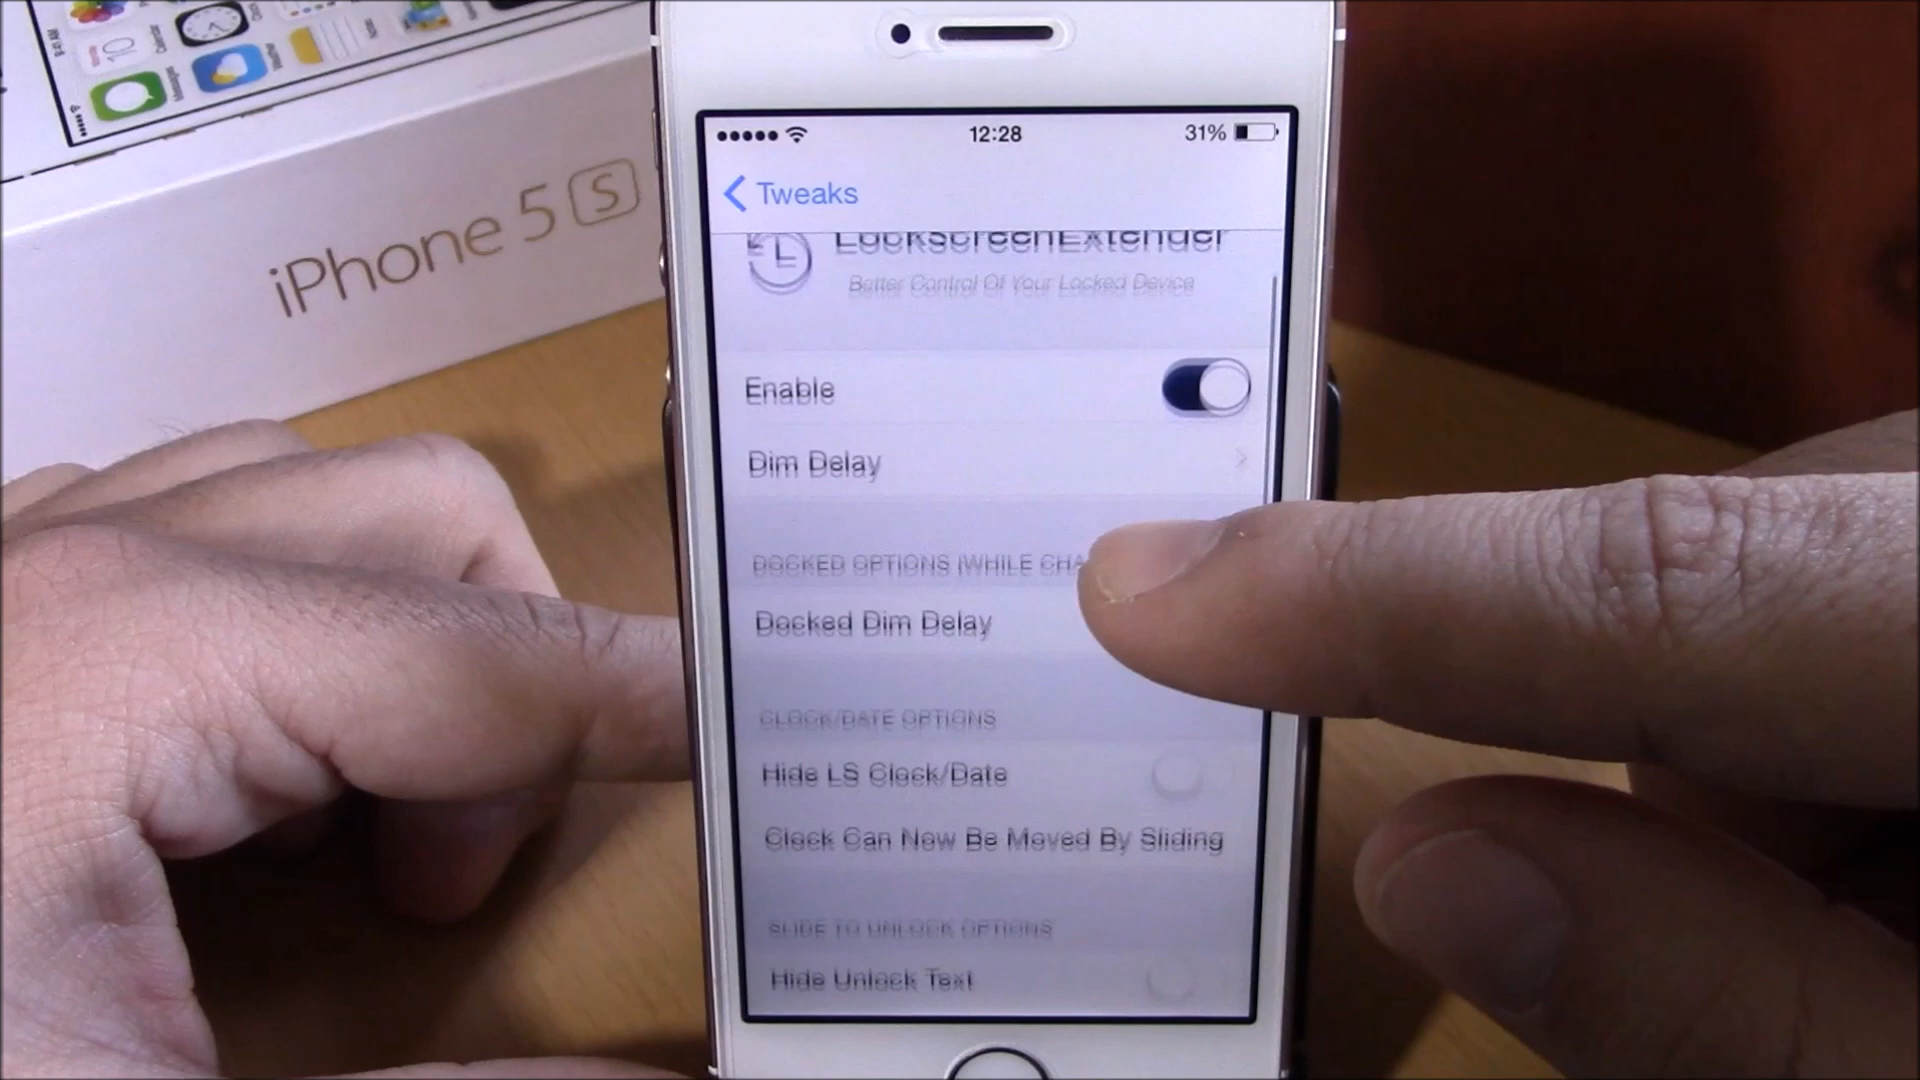 iPhone 5s
12:28
31%
Tweaks
LockscreenExtender
Better Control Of Your Locked Device
Enable
Dim Delay
DOCKED OPTIONS (WHILE CHA
Docked Dim Delay
CLOCK/DATE OPTIONS
Hide LS Clock/Date
Clock Can Now Be Moved By Sliding
SLIDE TO UNLOCK OPTIONS
Hide Unlock Text